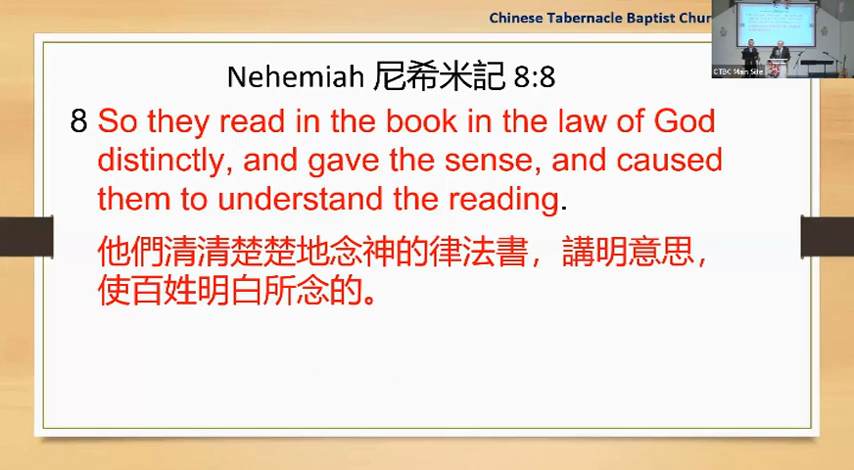 Chinese Tabernacle Baptist Chur
Nehemiah 尼希米記 8:8
8 So they read in the book in the law of God
distinctly, and gave the sense, and caused
them to understand the reading.
他們清清楚楚地念神的律法書，講明意思，
使百姓明白所念的。
CTBC Main Site